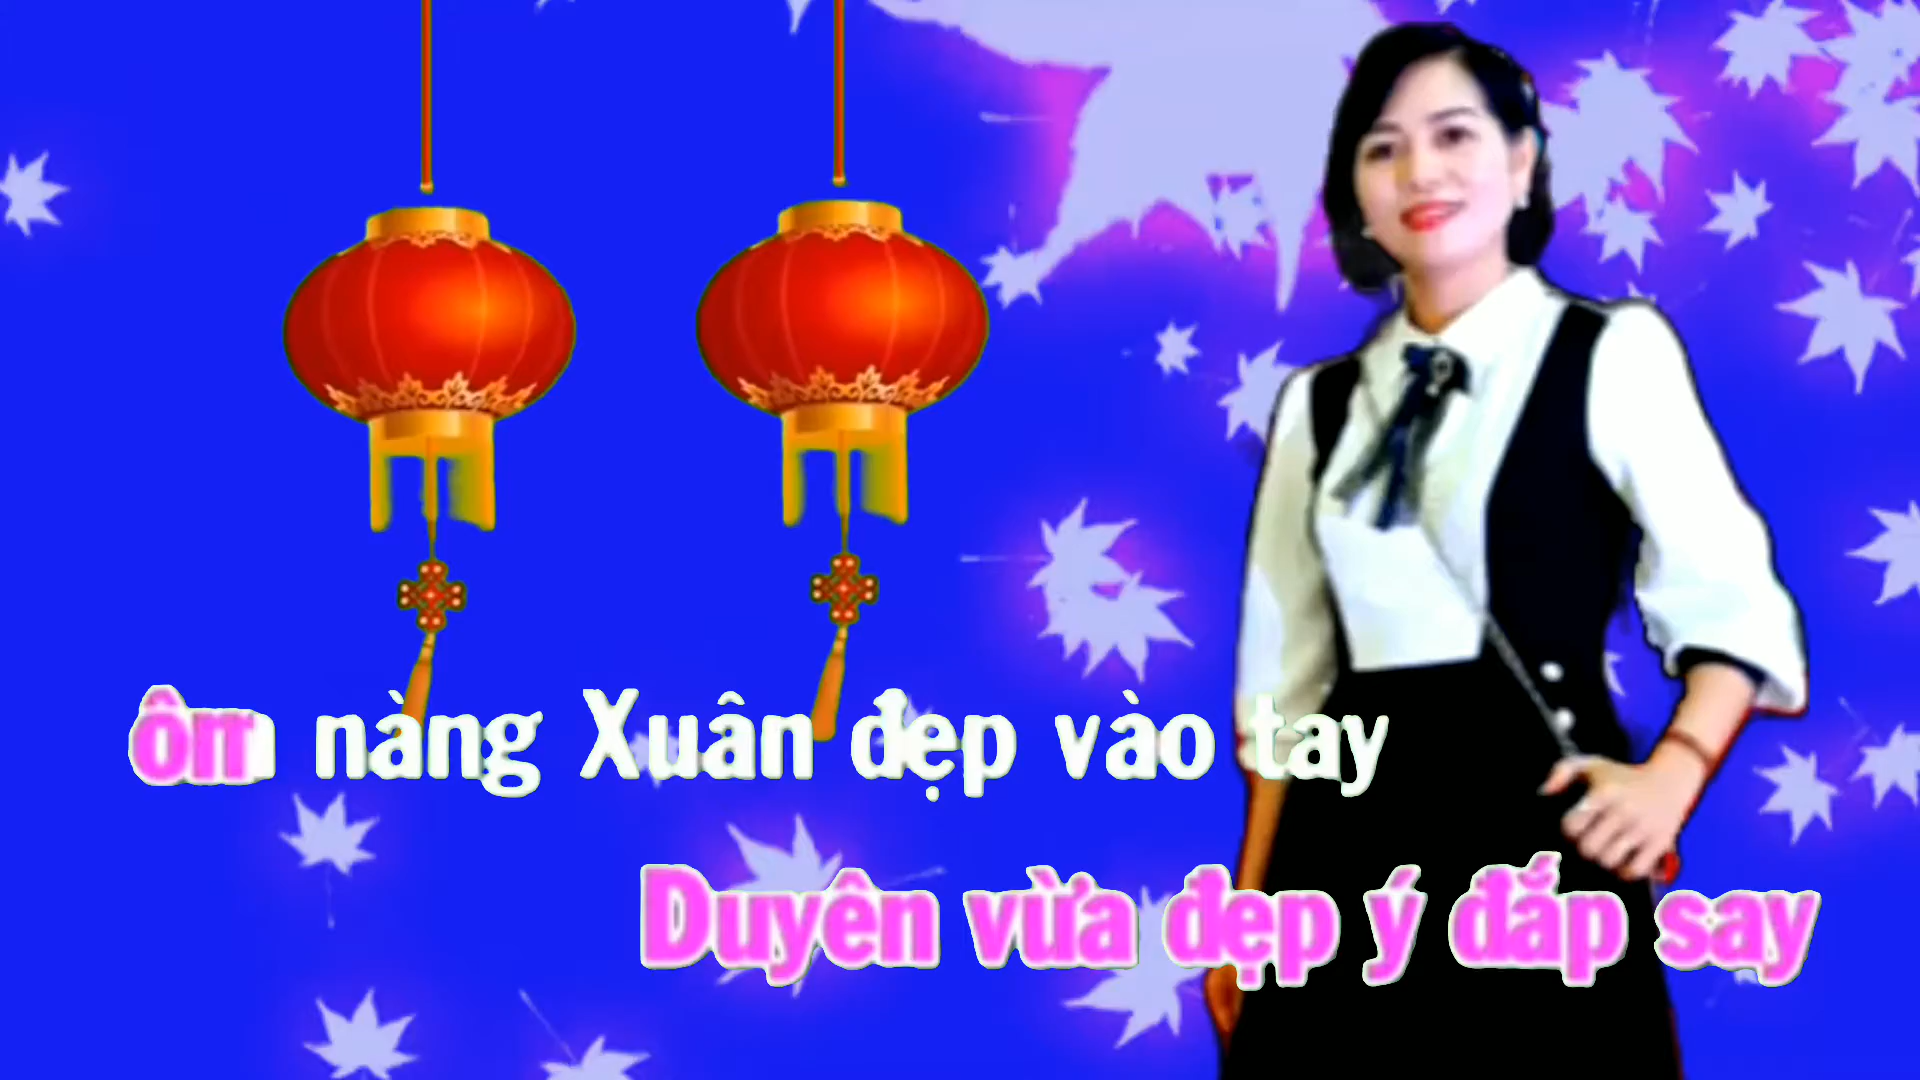 ôm nàng Xuân đẹp vào tay
Duyên vừa đẹp ý đắp say